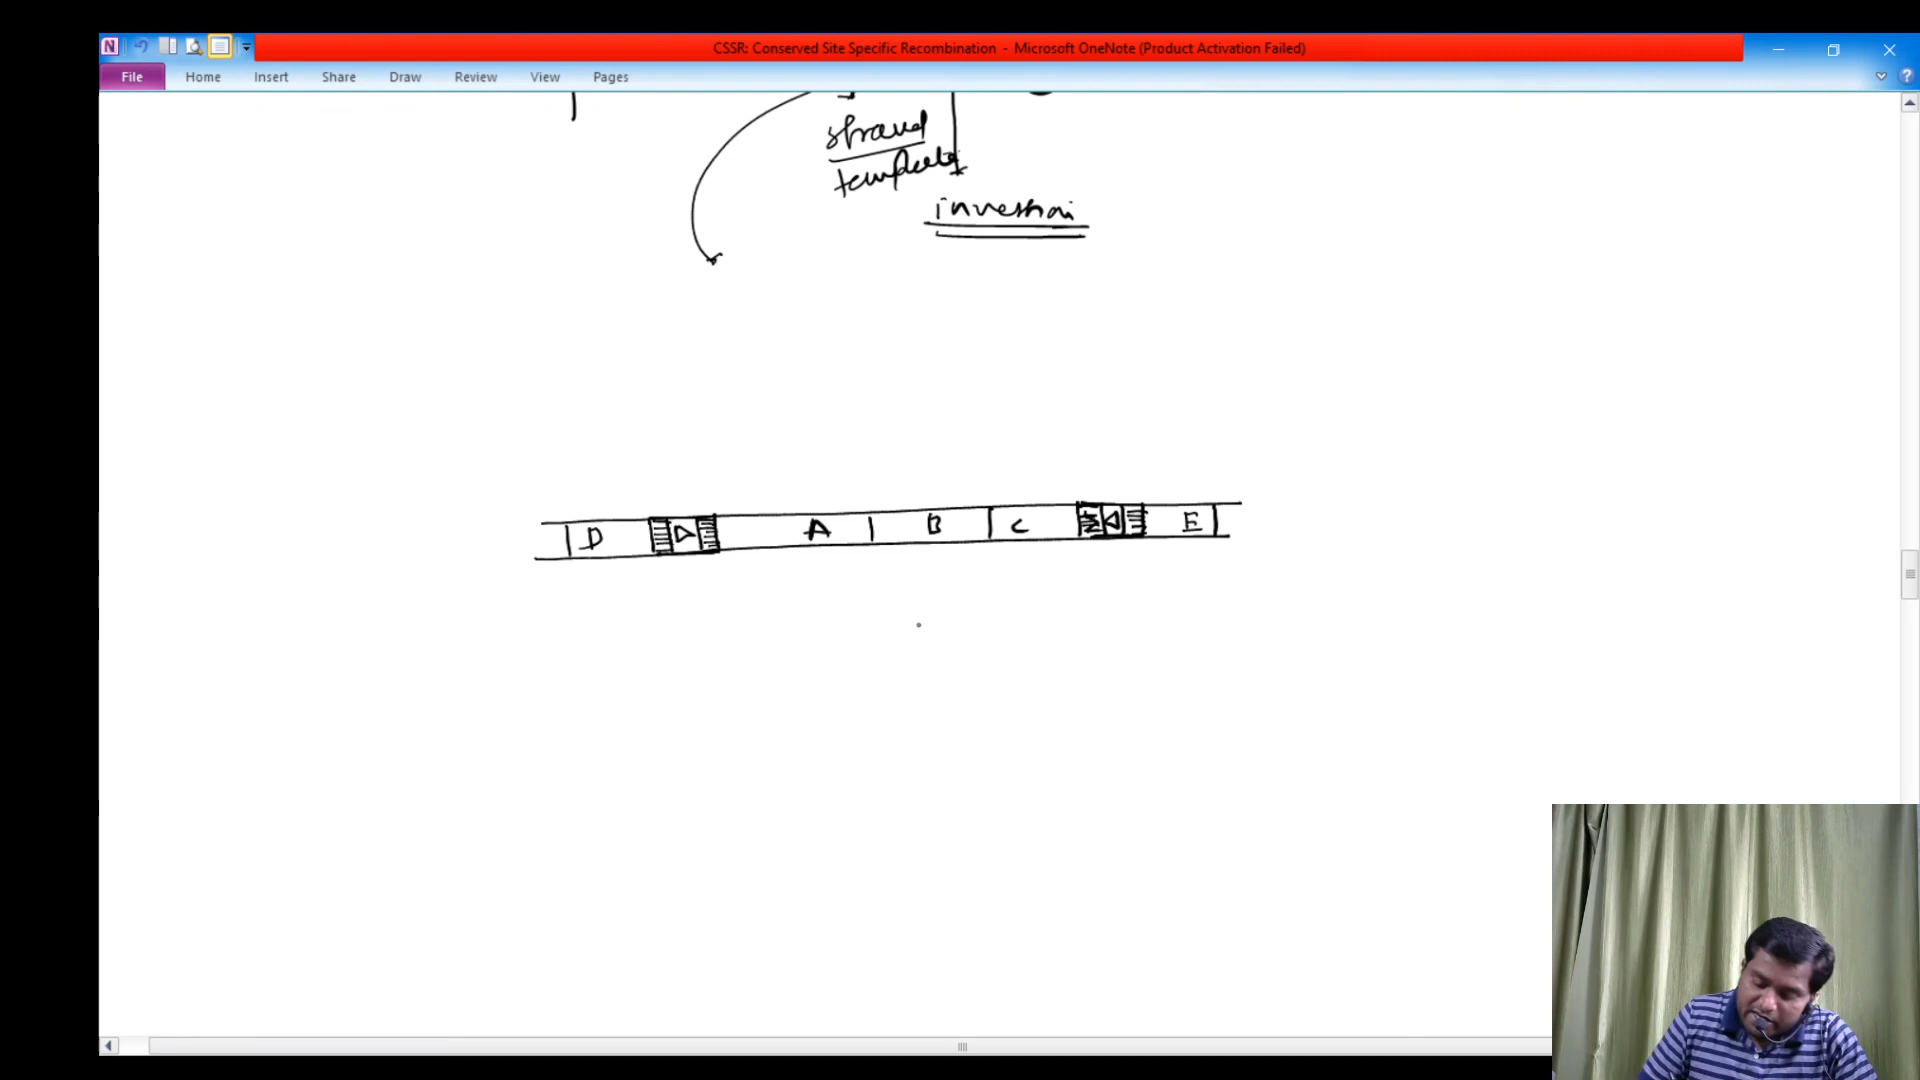 CSSR: Conserved Site Specific Recombination - Microsoft OneNote (Product Activation Failed)
File Home Insert Share Draw Review View Pages
strand
template
inversion
D A B C E